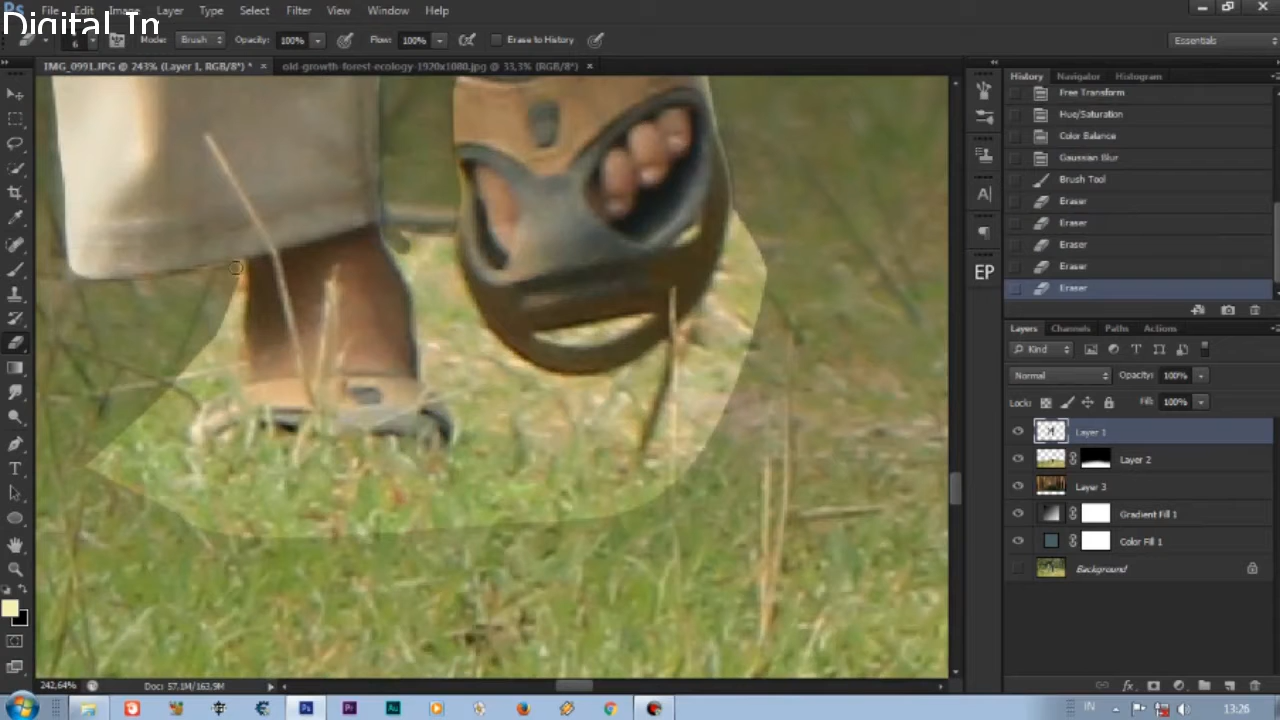 Ps File Edit Image Layer Type Select Filter View Window Help
Digital Im
6 Mode: Brush Opacity: 100% Flow: 100% Erase to History Essentials
IMG_0991.JPG @ 243% (Layer 1, RGB/8*) * × old-growth-forest-ecology-1920x1080.jpg @ 33,3% (RGB/8*) ×
History Navigator Histogram
Free Transform
Hue/Saturation
Color Balance
Gaussian Blur
Brush Tool
Eraser
Eraser
Eraser
Eraser
Eraser
EP
Layers Channels Paths Actions
Kind
Normal Opacity: 100%
Lock: Fill: 100%
Layer 1
Layer 2
Layer 3
Gradient Fill 1
Color Fill 1
Background
242,64% Doc: 57,1M/163,9M
IN 13:26